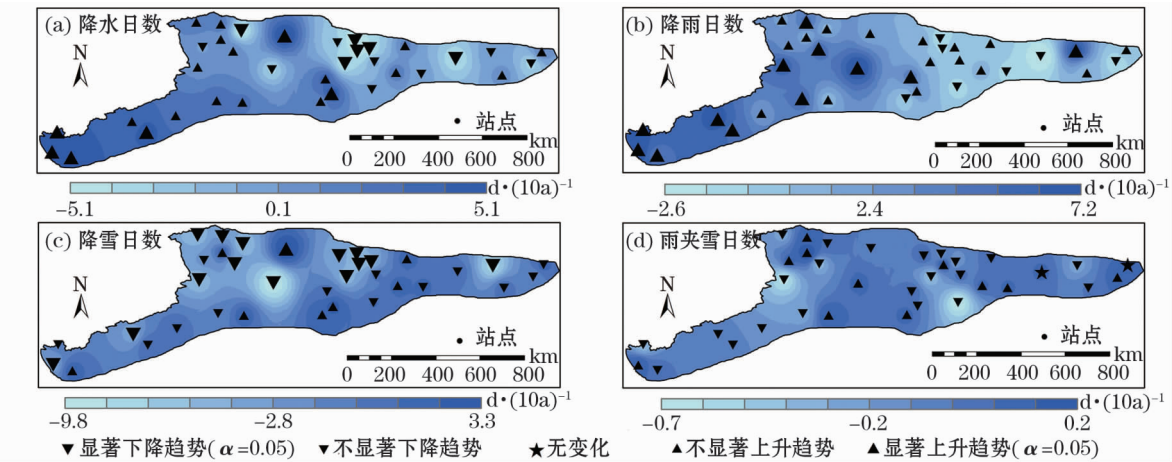 (a) 降水日数
N
站点
km
0 200 400 600 800
d·(10a)⁻¹
−5.1 0.1 5.1
(b) 降雨日数
N
站点
km
0 200 400 600 800
d·(10a)⁻¹
−2.6 2.4 7.2
(c) 降雪日数
N
站点
km
0 200 400 600 800
d·(10a)⁻¹
−9.8 −2.8 3.3
(d) 雨夹雪日数
N
站点
km
0 200 400 600 800
d·(10a)⁻¹
−0.7 −0.2 0.2
▼显著下降趋势(α=0.05) ▼不显著下降趋势 ★无变化 ▲不显著上升趋势 ▲显著上升趋势(α=0.05)